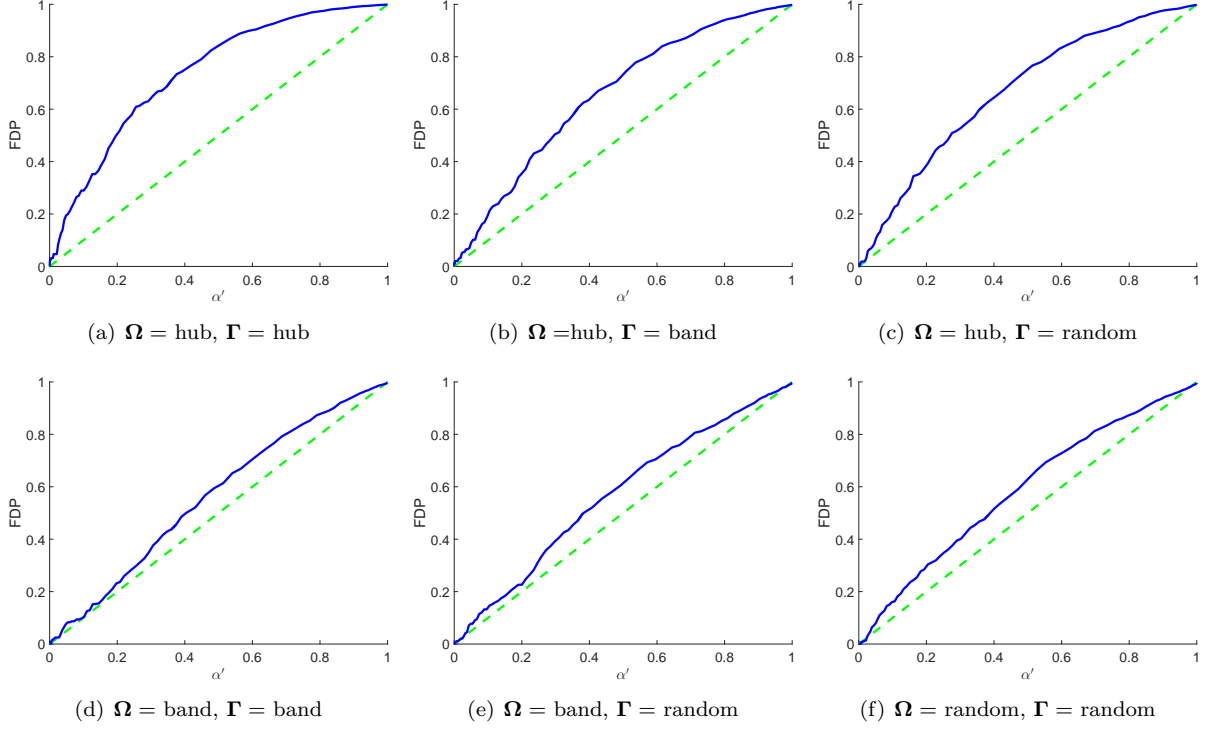 1
0.8
0.6
0.4
0.2
0
FDP
0 0.2 0.4 0.6 0.8 1
α′
(a) Ω = hub, Γ = hub
1
0.8
0.6
0.4
0.2
0
FDP
0 0.2 0.4 0.6 0.8 1
α′
(b) Ω =hub, Γ = band
1
0.8
0.6
0.4
0.2
0
FDP
0 0.2 0.4 0.6 0.8 1
α′
(c) Ω = hub, Γ = random
1
0.8
0.6
0.4
0.2
0
FDP
0 0.2 0.4 0.6 0.8 1
α′
(d) Ω = band, Γ = band
1
0.8
0.6
0.4
0.2
0
FDP
0 0.2 0.4 0.6 0.8 1
α′
(e) Ω = band, Γ = random
1
0.8
0.6
0.4
0.2
0
FDP
0 0.2 0.4 0.6 0.8 1
α′
(f) Ω = random, Γ = random